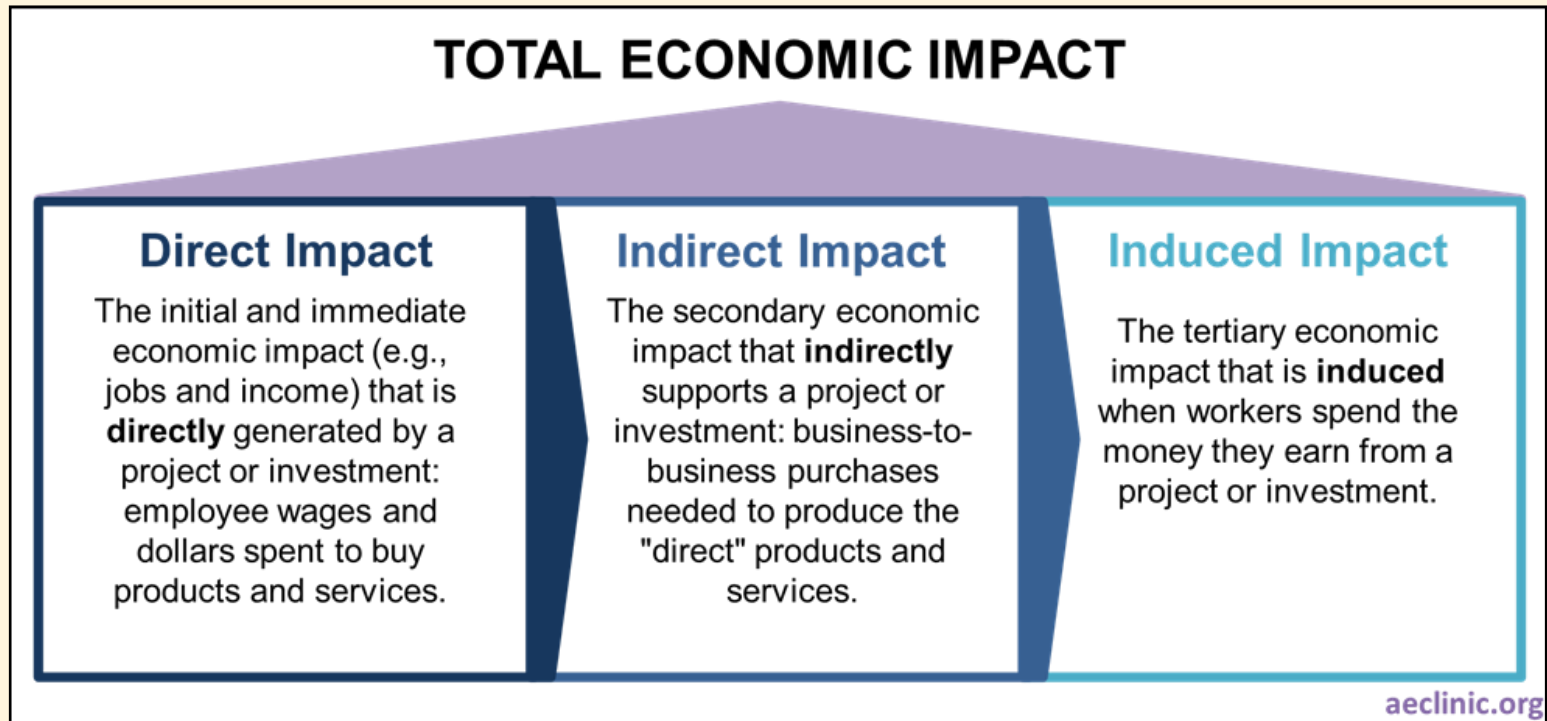 TOTAL ECONOMIC IMPACT
Direct Impact
The initial and immediate
economic impact (e.g.,
jobs and income) that is
directly generated by a
project or investment:
employee wages and
dollars spent to buy
products and services.
Indirect Impact
The secondary economic
impact that indirectly
supports a project or
investment: business-to-
business purchases
needed to produce the
"direct" products and
services.
Induced Impact
The tertiary economic
impact that is induced
when workers spend the
money they earn from a
project or investment.
aeclinic.org